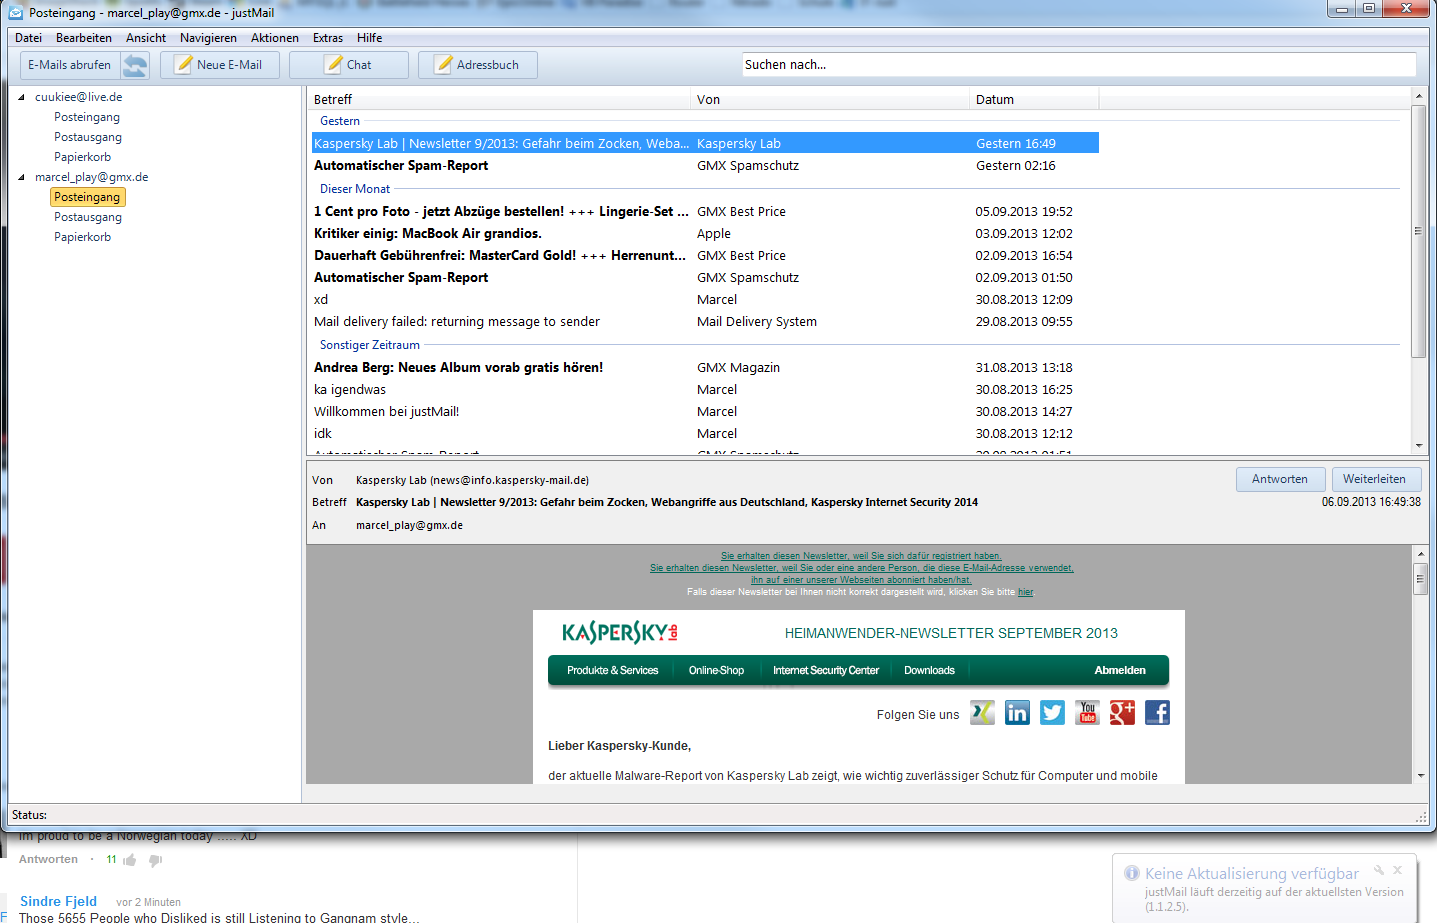 Posteingang - marcel_play@gmx.de - justMail
Datei Bearbeiten Ansicht Navigieren Aktionen Extras Hilfe
E-Mails abrufen Neue E-Mail Chat Adressbuch Suchen nach...
cuukiee@live.de
Posteingang
Postausgang
Papierkorb
marcel_play@gmx.de
Posteingang
Postausgang
Papierkorb
Betreff Von Datum
Gestern
Kaspersky Lab | Newsletter 9/2013: Gefahr beim Zocken, Weba... Kaspersky Lab Gestern 16:49
Automatischer Spam-Report GMX Spamschutz Gestern 02:16
Dieser Monat
1 Cent pro Foto - jetzt Abzüge bestellen! +++ Lingerie-Set ... GMX Best Price 05.09.2013 19:52
Kritiker einig: MacBook Air grandios. Apple 03.09.2013 12:02
Dauerhaft Gebührenfrei: MasterCard Gold! +++ Herrenunt... GMX Best Price 02.09.2013 16:54
Automatischer Spam-Report GMX Spamschutz 02.09.2013 01:50
xd Marcel 30.08.2013 12:09
Mail delivery failed: returning message to sender Mail Delivery System 29.08.2013 09:55
Sonstiger Zeitraum
Andrea Berg: Neues Album vorab gratis hören! GMX Magazin 31.08.2013 13:18
ka igendwas Marcel 30.08.2013 16:25
Willkommen bei justMail! Marcel 30.08.2013 14:27
idk Marcel 30.08.2013 12:12
Automatischer Spam-Report GMX Spamschutz 30.08.2013 01:51
Von Kaspersky Lab (news@info.kaspersky-mail.de) Antworten Weiterleiten
Betreff Kaspersky Lab | Newsletter 9/2013: Gefahr beim Zocken, Webangriffe aus Deutschland, Kaspersky Internet Security 2014 06.09.2013 16:49:38
An marcel_play@gmx.de
Sie erhalten diesen Newsletter, weil Sie sich dafür registriert haben.
Sie erhalten diesen Newsletter, weil Sie oder eine andere Person, die diese E-Mail-Adresse verwendet,
ihn auf einer unserer Webseiten abonniert haben/hat.
Falls dieser Newsletter bei Ihnen nicht korrekt dargestellt wird, klicken Sie bitte hier
KASPERSKY lab HEIMANWENDER-NEWSLETTER SEPTEMBER 2013
Produkte & Services Online-Shop Internet Security Center Downloads Abmelden
Folgen Sie uns
Lieber Kaspersky-Kunde,
der aktuelle Malware-Report von Kaspersky Lab zeigt, wie wichtig zuverlässiger Schutz für Computer und mobile
Status:
Im proud to be a Norwegian today ..... XD
Antworten · 11
Sindre Fjeld vor 2 Minuten
Those 5655 People who Disliked is still Listening to Gangnam style...
Keine Aktualisierung verfügbar
justMail läuft derzeitig auf der aktuellsten Version
(1.1.2.5).